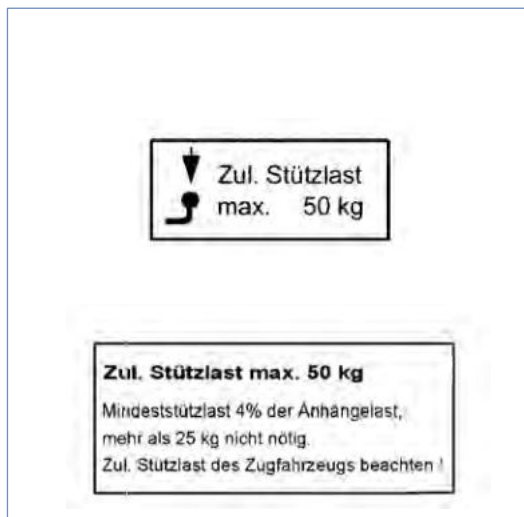 Zul. Stützlast
max. 50 kg
Zul. Stützlast max. 50 kg
Mindeststützlast 4% der Anhängelast,
mehr als 25 kg nicht nötig.
Zul. Stützlast des Zugfahrzeugs beachten !